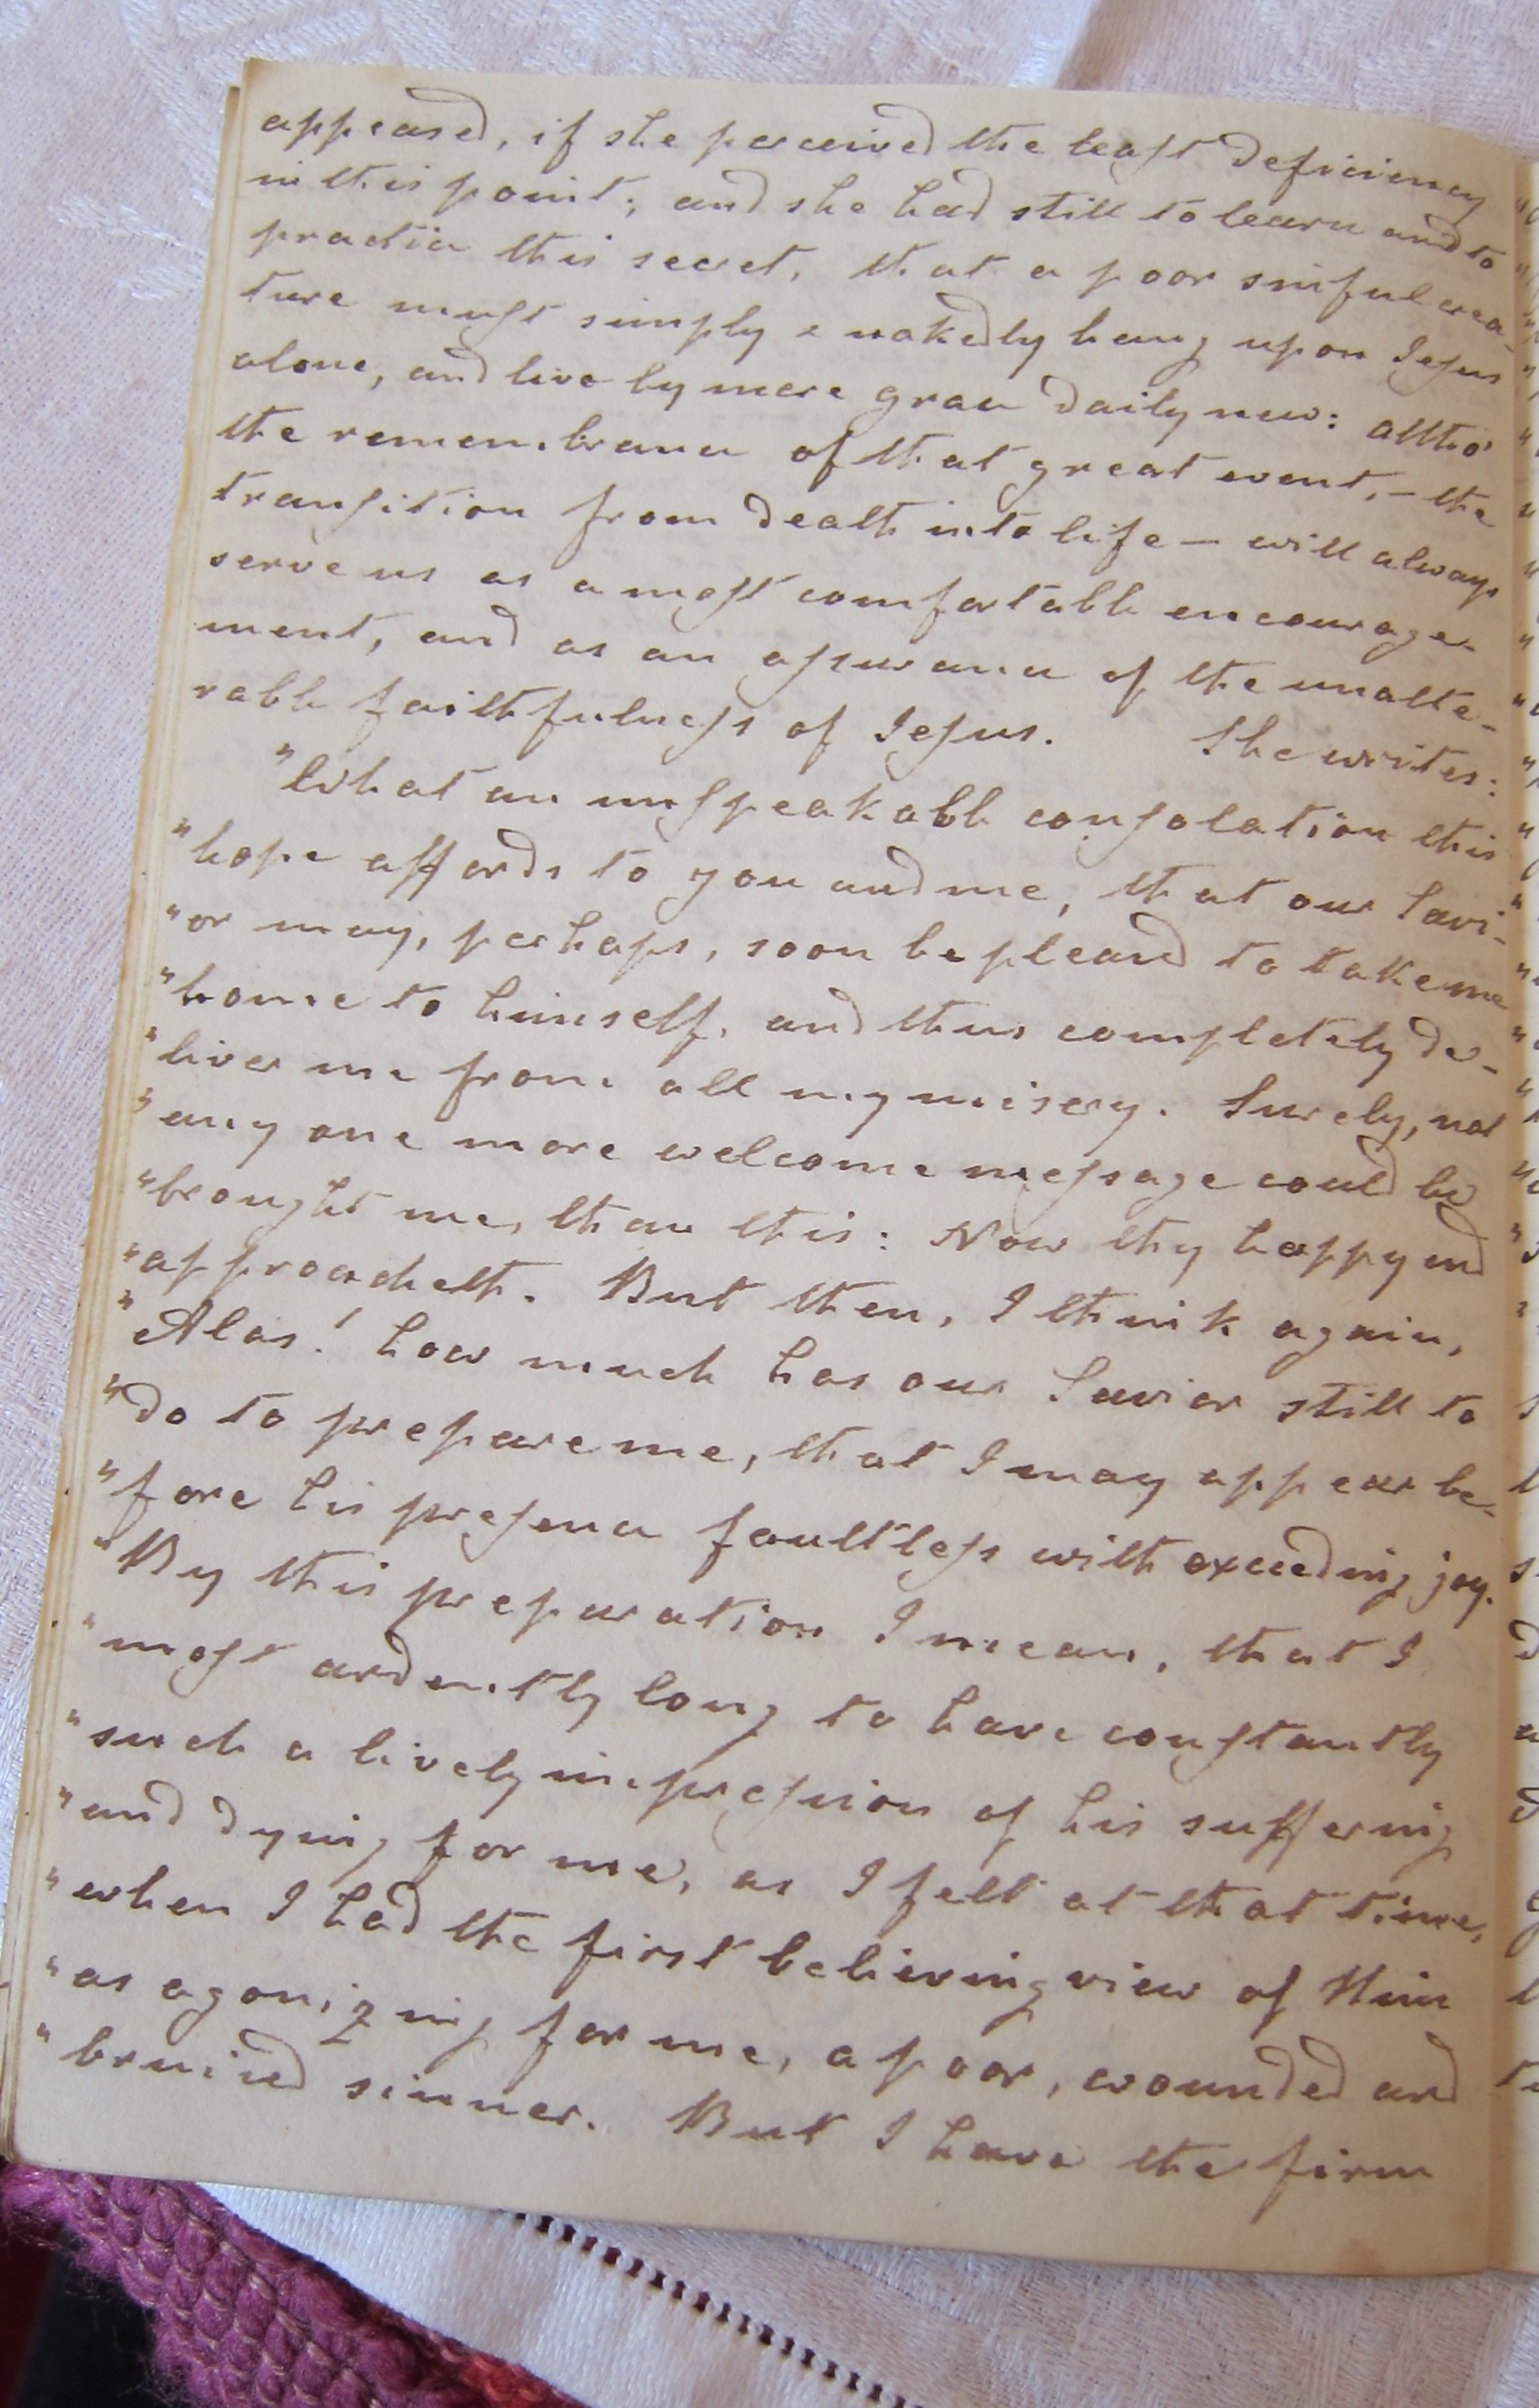 appeased, if she perceived the least deficiency
in this point; and she had still to learn and to
practice this secret, that a poor sinful crea-
ture must simply & nakedly hang upon Jesus
alone, and live by mere grace daily new: altho'
the remembrance of that great event, – the
transition from death into life – will always
serve us as a most comfortable encourage-
ment, and as an assurance of the unalte-
rable faithfulness of Jesus. She writes:
"What an unspeakable consolation this
"hope affords to you and me, that our Savi-
"or may, perhaps, soon be pleased to take me
"home to himself, and thus completely de-
"liver me from all my misery. Surely, not
"any one more welcome message could be
"brought me, than this: Now thy happy end
"approacheth. But then, I think again,
"Alas! how much has our Savior still to
"do to prepare me, that I may appear be-
"fore his presence faultless with exceeding joy.
"By this preparation I mean, that I
"most ardently long to have constantly
"such a lively impression of his suffering
"and dying for me, as I felt at that time,
"when I had the first believing view of Him
"as agonizing for me, a poor, wounded and
"bruised sinner. But I have the firm